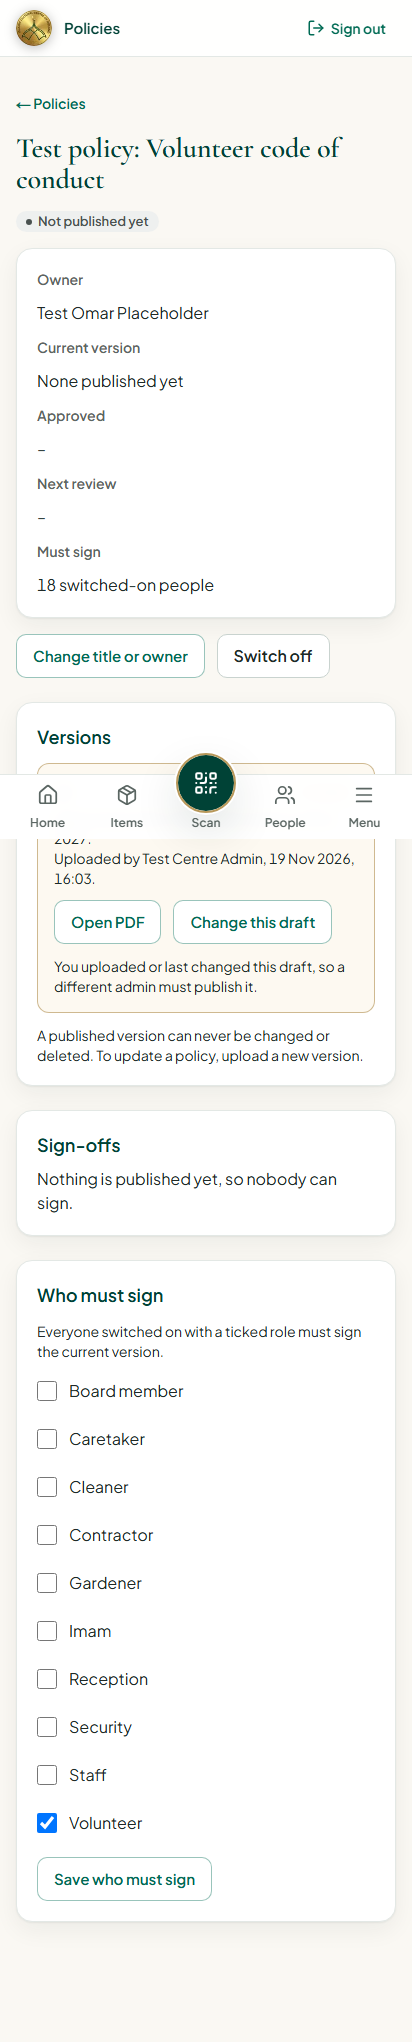 Policies
Sign out
← Policies
Test policy: Volunteer code of
conduct
Not published yet
Owner
Test Omar Placeholder
Current version
None published yet
Approved
–
Next review
–
Must sign
18 switched-on people
Change title or owner
Switch off
Versions
Home
Items
Scan
People
Menu
2027.
Uploaded by Test Centre Admin, 19 Nov 2026,
16:03.
Open PDF
Change this draft
You uploaded or last changed this draft, so a
different admin must publish it.
A published version can never be changed or
deleted. To update a policy, upload a new version.
Sign-offs
Nothing is published yet, so nobody can
sign.
Who must sign
Everyone switched on with a ticked role must sign
the current version.
Board member
Caretaker
Cleaner
Contractor
Gardener
Imam
Reception
Security
Staff
Volunteer
Save who must sign